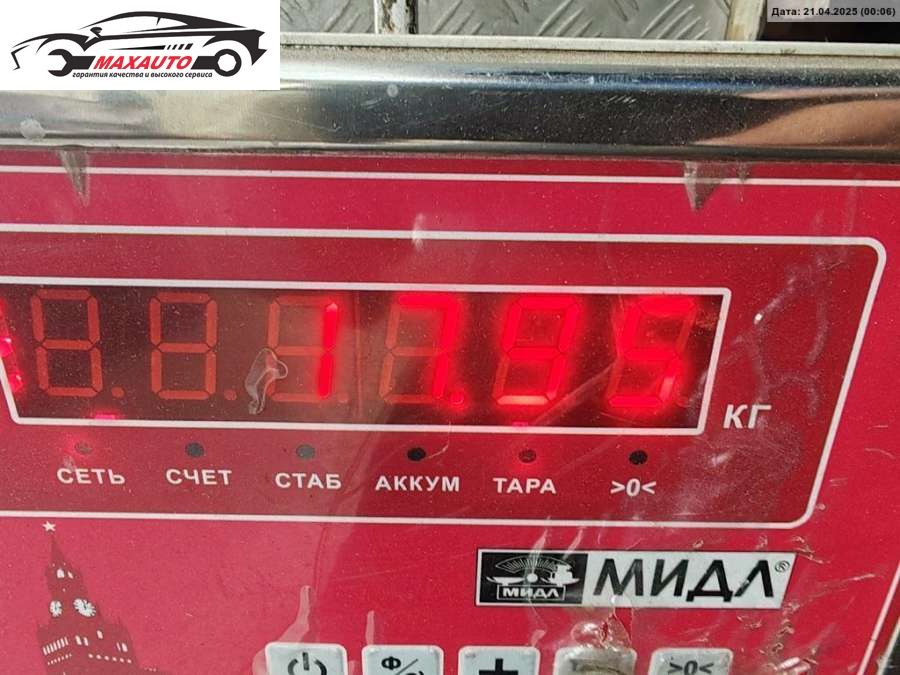 MAXAUTO
гарантия качества и высокого сервиса
Дата: 21.04.2025 (00:06)
17.95
КГ
СЕТЬ СЧЕТ СТАБ АККУМ ТАРА >0<
МИДЛ МИДЛ®
>0<